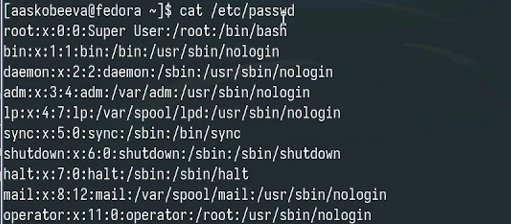 [aaskobeeva@fedora ~]$ cat /etc/passwd
root:x:0:0:Super User:/root:/bin/bash
bin:x:1:1:bin:/bin:/usr/sbin/nologin
daemon:x:2:2:daemon:/sbin:/usr/sbin/nologin
adm:x:3:4:adm:/var/adm:/usr/sbin/nologin
lp:x:4:7:lp:/var/spool/lpd:/usr/sbin/nologin
sync:x:5:0:sync:/sbin:/bin/sync
shutdown:x:6:0:shutdown:/sbin:/sbin/shutdown
halt:x:7:0:halt:/sbin:/sbin/halt
mail:x:8:12:mail:/var/spool/mail:/usr/sbin/nologin
operator:x:11:0:operator:/root:/usr/sbin/nologin